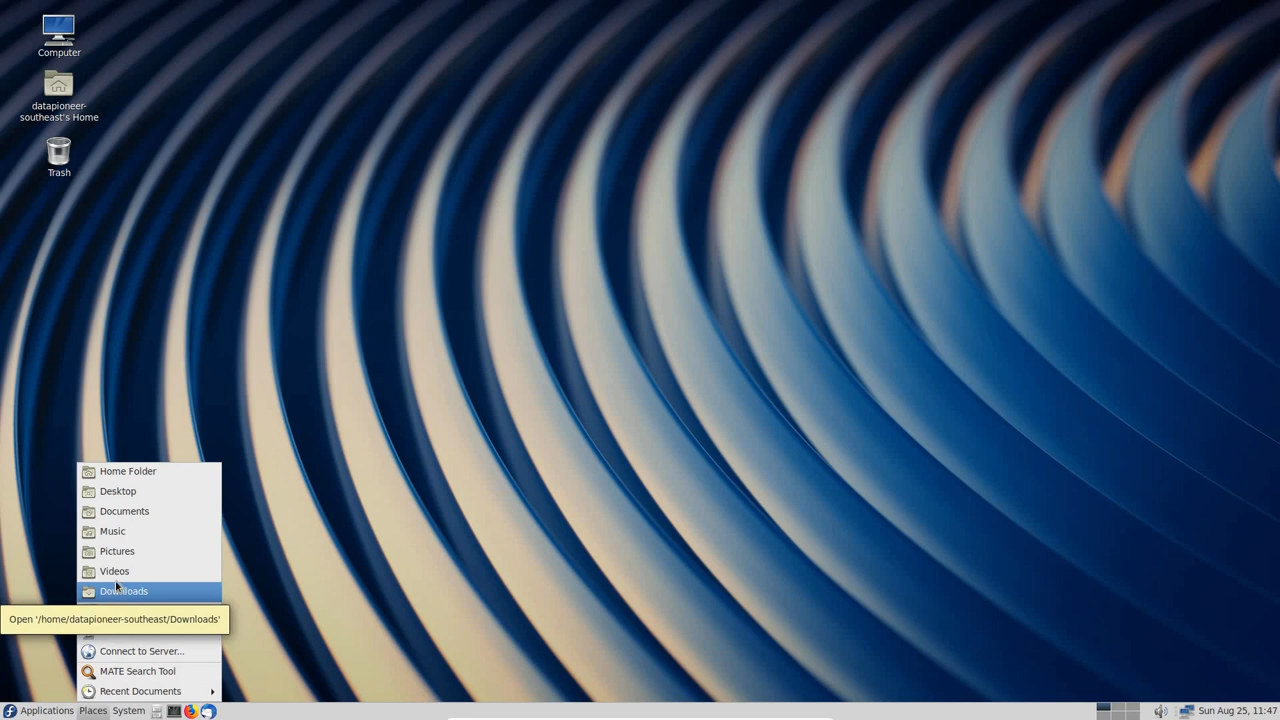 Computer
datapioneer-
southeast's Home
Trash
Home Folder
Desktop
Documents
Music
Pictures
Videos
Downloads
Open '/home/datapioneer-southeast/Downloads'
Connect to Server...
MATE Search Tool
Recent Documents
Applications Places System
Sun Aug 25, 11:47